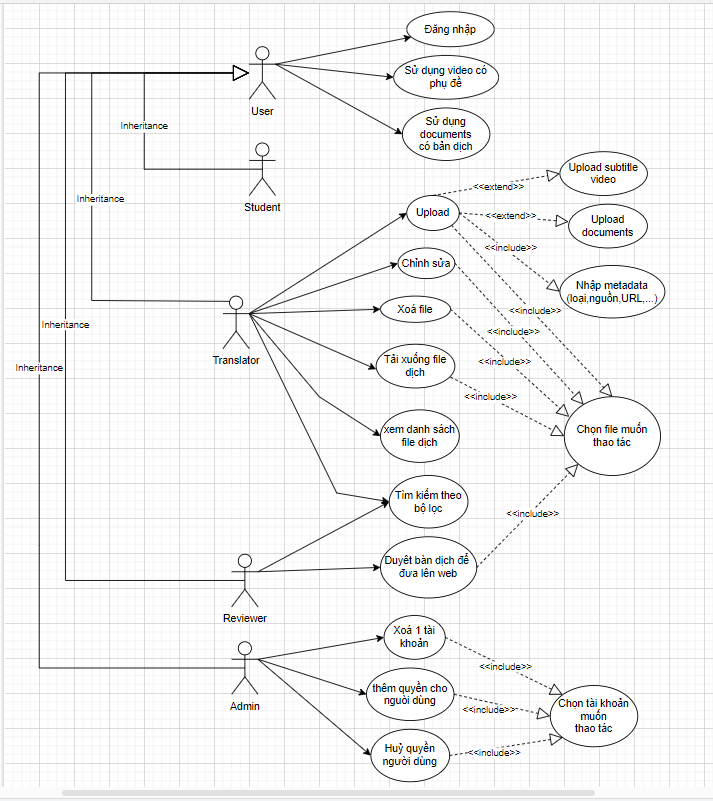 Đăng nhập
Sử dụng video có
phụ đề
User
Sử dụng
documents
có bản dịch
Inheritance
Student
Inheritance
Upload subtitle
video
<<extend>>
Upload
<<extend>>
Upload
documents
<<include>>
Chỉnh sửa
Nhập metadata
(loại,nguồn,URL,...)
Xoá file
<<include>>
Inheritance
<<include>>
Translator
Tải xuống file
dịch
<<include>>
Inheritance
<<include>>
xem danh sách
file dịch
Chọn file muốn
thao tác
Tìm kiếm theo
bộ lọc
<<include>>
Duyệt bản dịch để
đưa lên web
Reviewer
Xoá 1 tài
khoản
<<include>>
Admin
thêm quyền cho
người dùng
<<include>>
Chọn tài khoản
muốn
thao tác
Huỷ quyền
người dùng
<<include>>